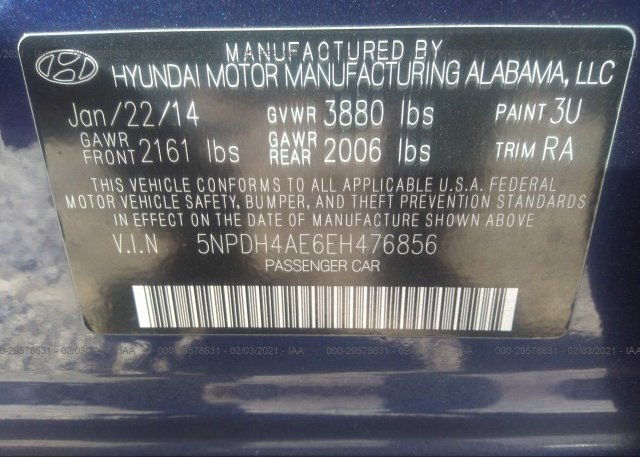 MANUFACTURED BY
HYUNDAI MOTOR MANUFACTURING ALABAMA, LLC
Jan/22/14 GVWR 3880 lbs PAINT 3U
GAWR FRONT 2161 lbs GAWR REAR 2006 lbs TRIM RA
THIS VEHICLE CONFORMS TO ALL APPLICABLE U.S.A. FEDERAL
MOTOR VEHICLE SAFETY, BUMPER, AND THEFT PREVENTION STANDARDS
IN EFFECT ON THE DATE OF MANUFACTURE SHOWN ABOVE.
V.I.N 5NPDH4AE6EH476856
PASSENGER CAR
000-29578631 - 02/03/2021 - IAA